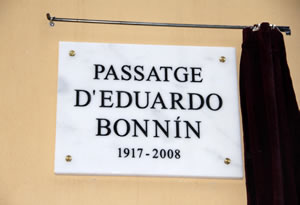 PASSATGE
D'EDUARDO
BONNÍN
1917-2008